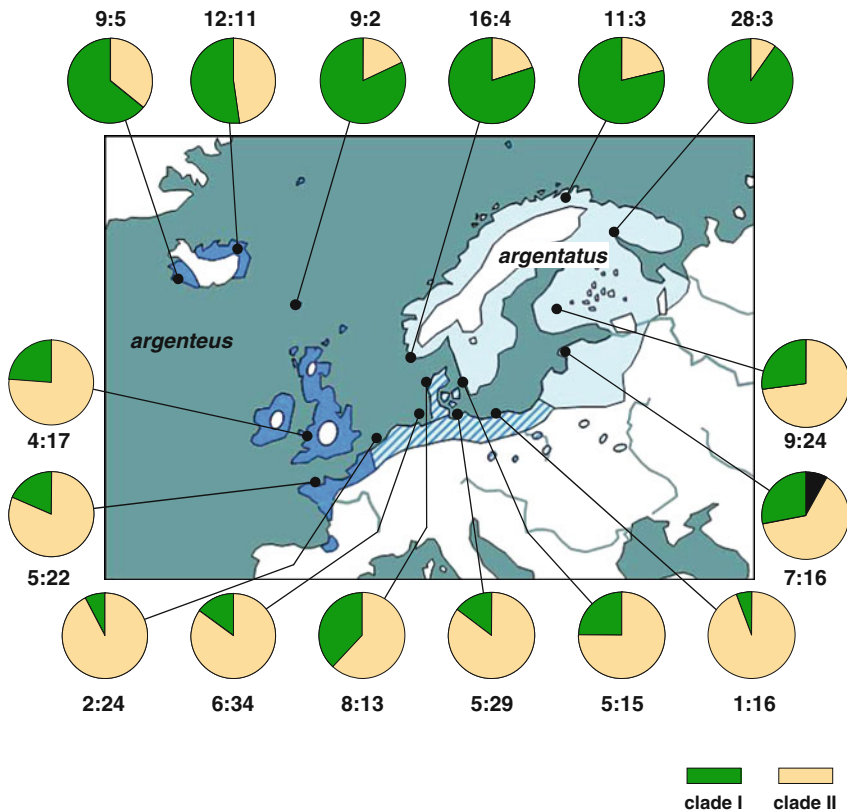 9:5 12:11 9:2 16:4 11:3 28:3
argentatus
argenteus
4:17 9:24
5:22 7:16
2:24 6:34 8:13 5:29 5:15 1:16
clade I clade II